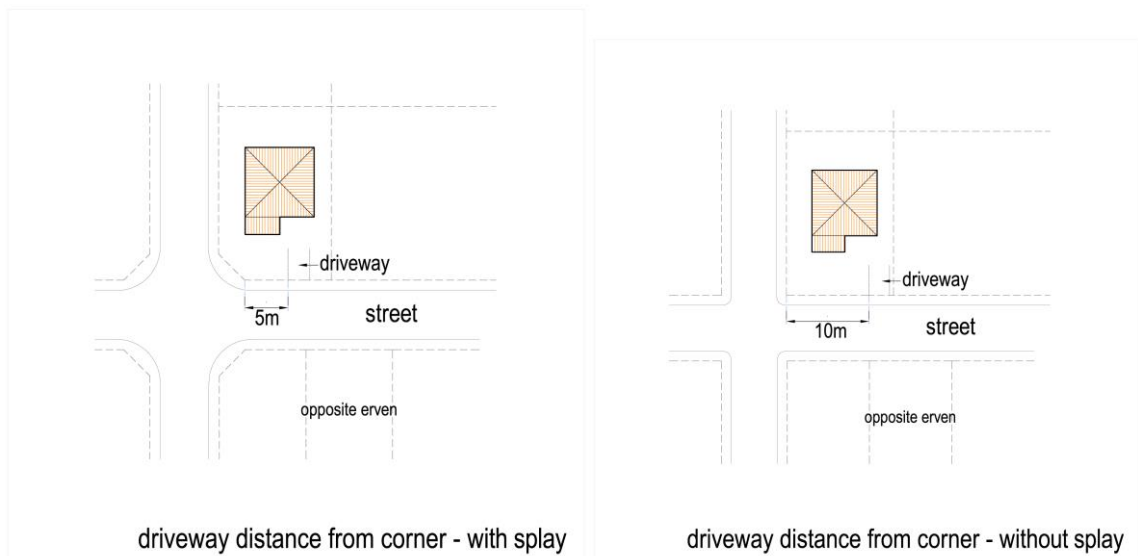 driveway
5m
street
opposite erven
driveway distance from corner - with splay
driveway
10m
street
opposite erven
driveway distance from corner - without splay